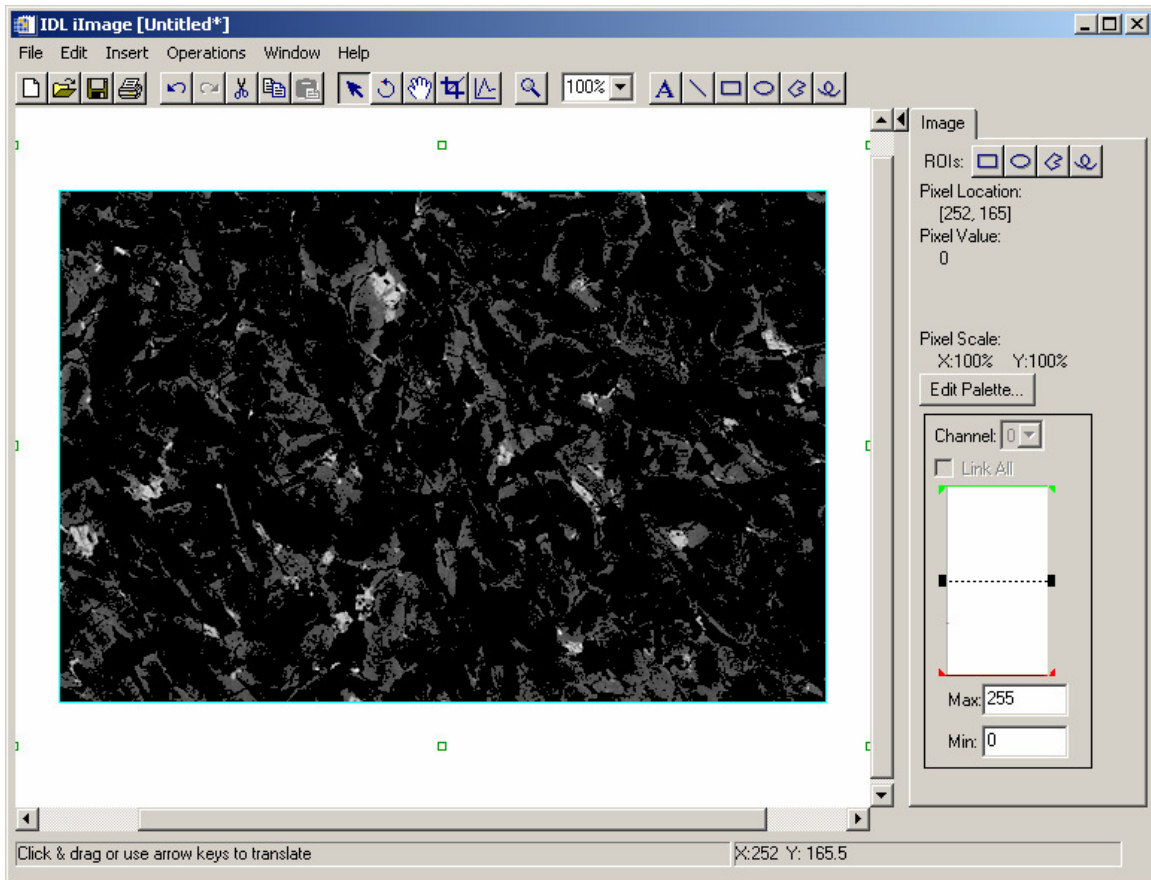 IDL iImage [Untitled*]
File Edit Insert Operations Window Help
100%
A
Image
ROIs:
Pixel Location:
[252, 165]
Pixel Value:
0
Pixel Scale:
X:100% Y:100%
Edit Palette...
Channel: 0
Link All
Max: 255
Min: 0
Click & drag or use arrow keys to translate
X:252 Y: 165.5